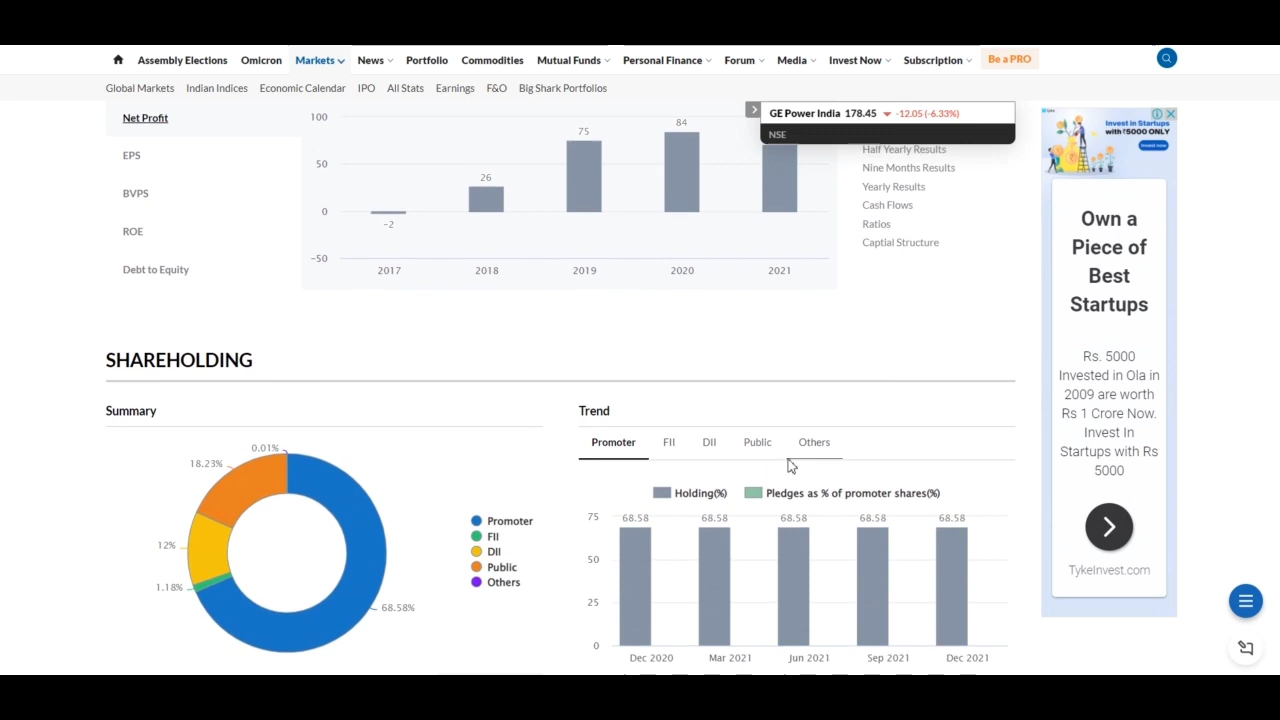 Assembly Elections Omicron Markets News Portfolio Commodities Mutual Funds Personal Finance Forum Media Invest Now Subscription Be a PRO
Global Markets Indian Indices Economic Calendar IPO All Stats Earnings F&O Big Shark Portfolios
Net Profit
EPS
BVPS
ROE
Debt to Equity
100
50
0
-50
-2
26
75
84
2017 2018 2019 2020 2021
GE Power India 178.45 -12.05 (-6.33%)
NSE
Half Yearly Results
Nine Months Results
Yearly Results
Cash Flows
Ratios
Captial Structure
SHAREHOLDING
Summary
0.01%
18.23%
12%
1.18%
68.58%
Promoter
FII
DII
Public
Others
Trend
Promoter FII DII Public Others
Holding(%) Pledges as % of promoter shares(%)
75
50
25
0
68.58 68.58 68.58 68.58 68.58
Dec 2020 Mar 2021 Jun 2021 Sep 2021 Dec 2021
Invest in Startups
with ₹5000 ONLY
Invest now
Own a
Piece of
Best
Startups
Rs. 5000
Invested in Ola in
2009 are worth
Rs 1 Crore Now.
Invest In
Startups with Rs
5000
TykeInvest.com